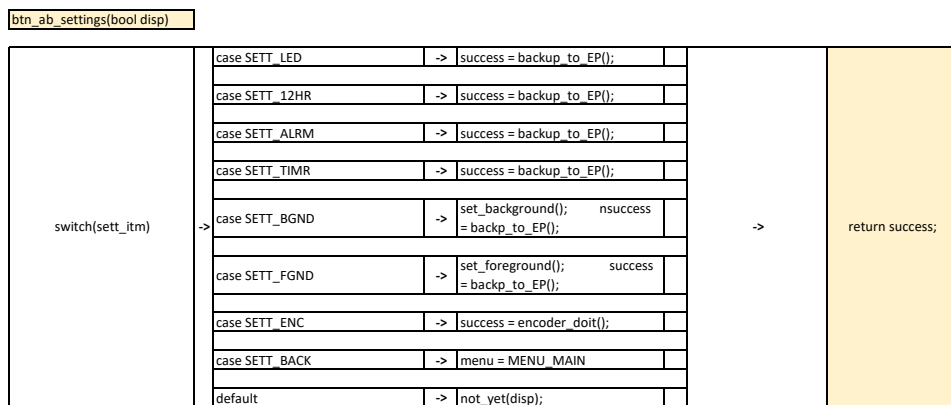 btn_ab_settings(bool disp)
case SETT_LED -> success = backup_to_EP();
case SETT_12HR -> success = backup_to_EP();
case SETT_ALRM -> success = backup_to_EP();
case SETT_TIMR -> success = backup_to_EP();
switch(sett_itm) -> case SETT_BGND -> set_background(); nsuccess
= backp_to_EP(); -> return success;
case SETT_FGND -> set_foreground(); success
= backp_to_EP();
case SETT_ENC -> success = encoder_doit();
case SETT_BACK -> menu = MENU_MAIN
default -> not_yet(disp);